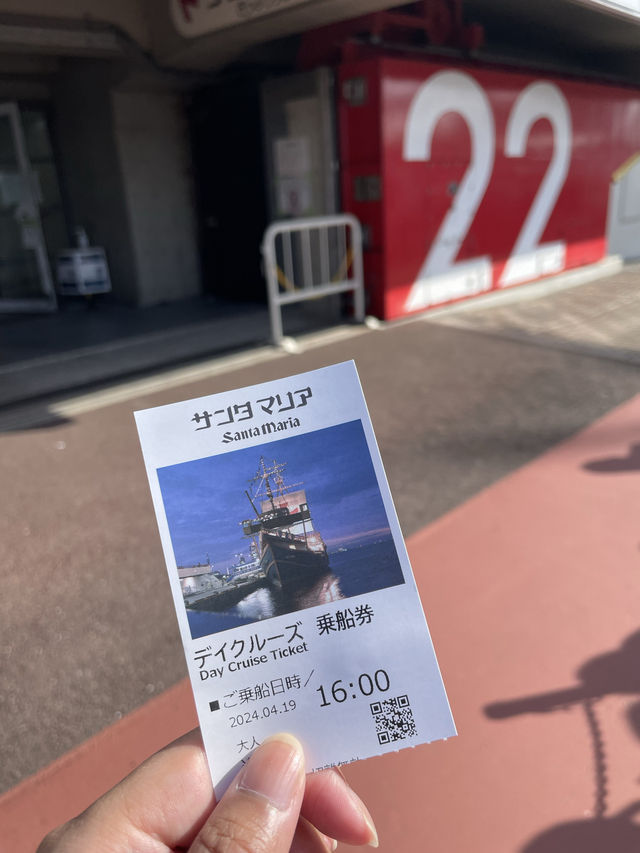 22
サンタ マリア
Santa Maria
デイクルーズ 乗船券
Day Cruise Ticket
■ご乗船日時／ 16:00
2024.04.19
大人